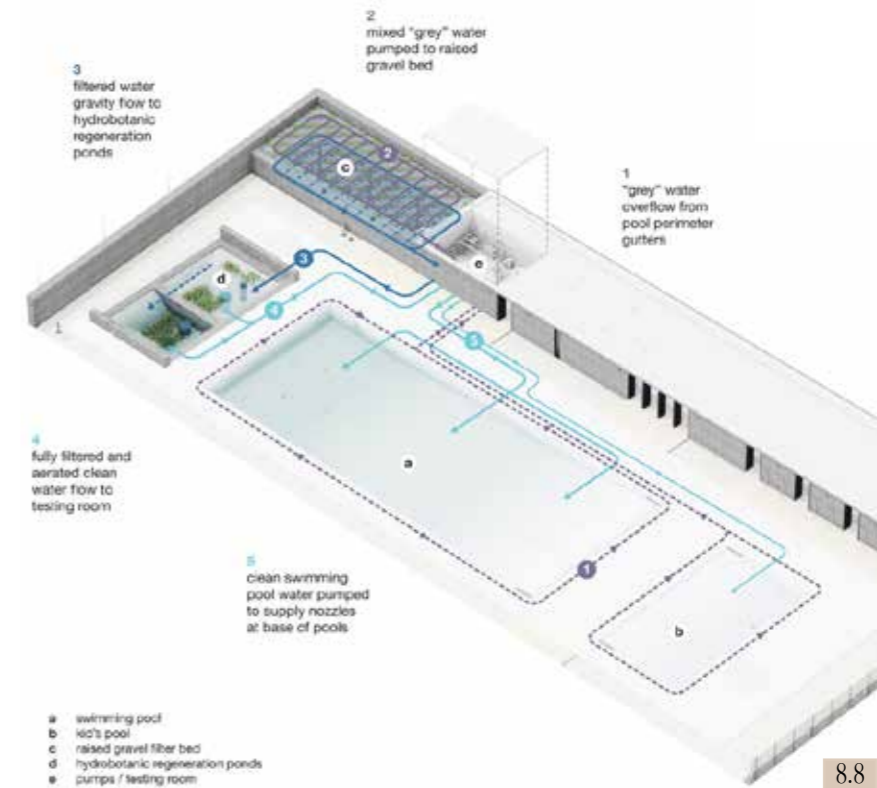 2
mixed "grey" water
pumped to raised
gravel bed
3
filtered water
gravity flow to
hydrobotanic
regeneration
ponds
1
"grey" water
overflow from
pool perimeter
gutters
2
c
e
3
d
4
5
a
1
b
4
fully filtered and
aerated clean
water flow to
testing room
5
clean swimming
pool water pumped
to supply nozzles
at base of pools
a swimming pool
b kid's pool
c raised gravel filter bed
d hydrobotanic regeneration ponds
e pumps / testing room
8.8